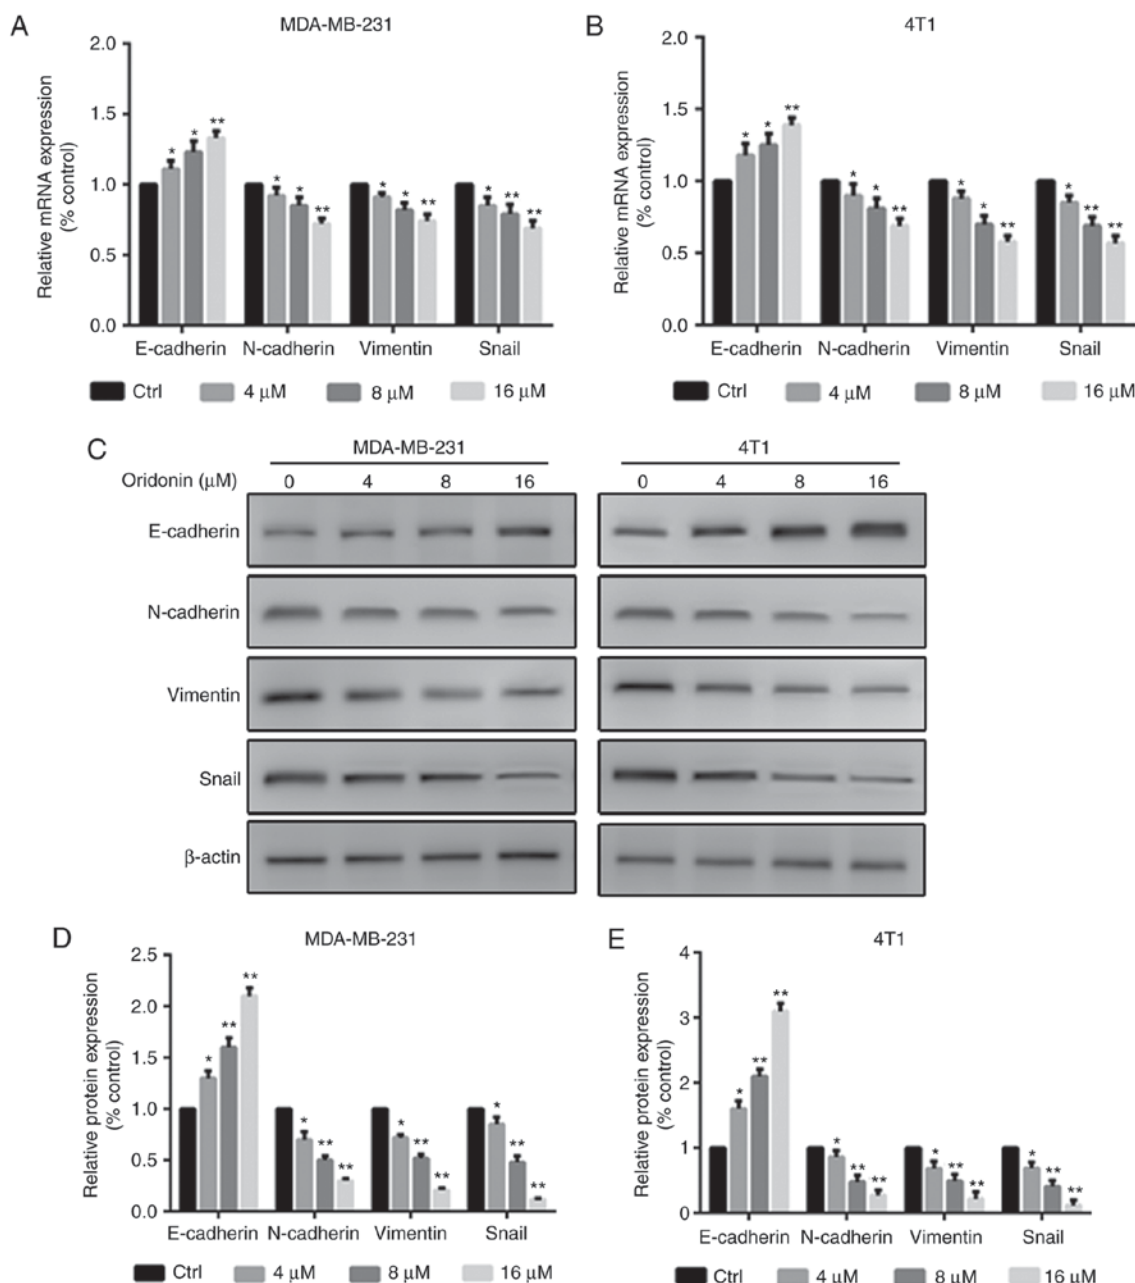 A
MDA-MB-231
Relative mRNA expression
(% control)
2.0
1.5
1.0
0.5
0.0
* * **
* * **
* * **
* ** **
E-cadherin N-cadherin Vimentin Snail
Ctrl 4 μM 8 μM 16 μM
B
4T1
Relative mRNA expression
(% control)
2.0
1.5
1.0
0.5
0.0
* * **
* * **
* * **
* ** **
E-cadherin N-cadherin Vimentin Snail
Ctrl 4 μM 8 μM 16 μM
C
MDA-MB-231 4T1
Oridonin (μM) 0 4 8 16 0 4 8 16
E-cadherin
N-cadherin
Vimentin
Snail
β-actin
D
MDA-MB-231
Relative protein expression
(% control)
2.5
2.0
1.5
1.0
0.5
0.0
* ** **
* ** **
* ** **
* ** **
E-cadherin N-cadherin Vimentin Snail
Ctrl 4 μM 8 μM 16 μM
E
4T1
Relative protein expression
(% control)
4
3
2
1
0
* ** **
* ** **
* ** **
* ** **
E-cadherin N-cadherin Vimentin Snail
Ctrl 4 μM 8 μM 16 μM